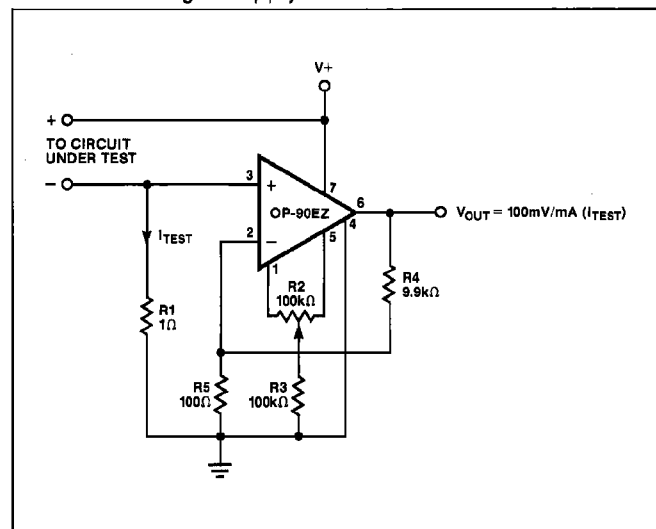 V+
+
TO CIRCUIT
UNDER TEST
−
3
+
7
OP-90EZ
6
VOUT = 100mV/mA (ITEST)
4
ITEST
2
−
5
1
R2
100kΩ
R4
9.9kΩ
R1
1Ω
R5
100Ω
R3
100kΩ